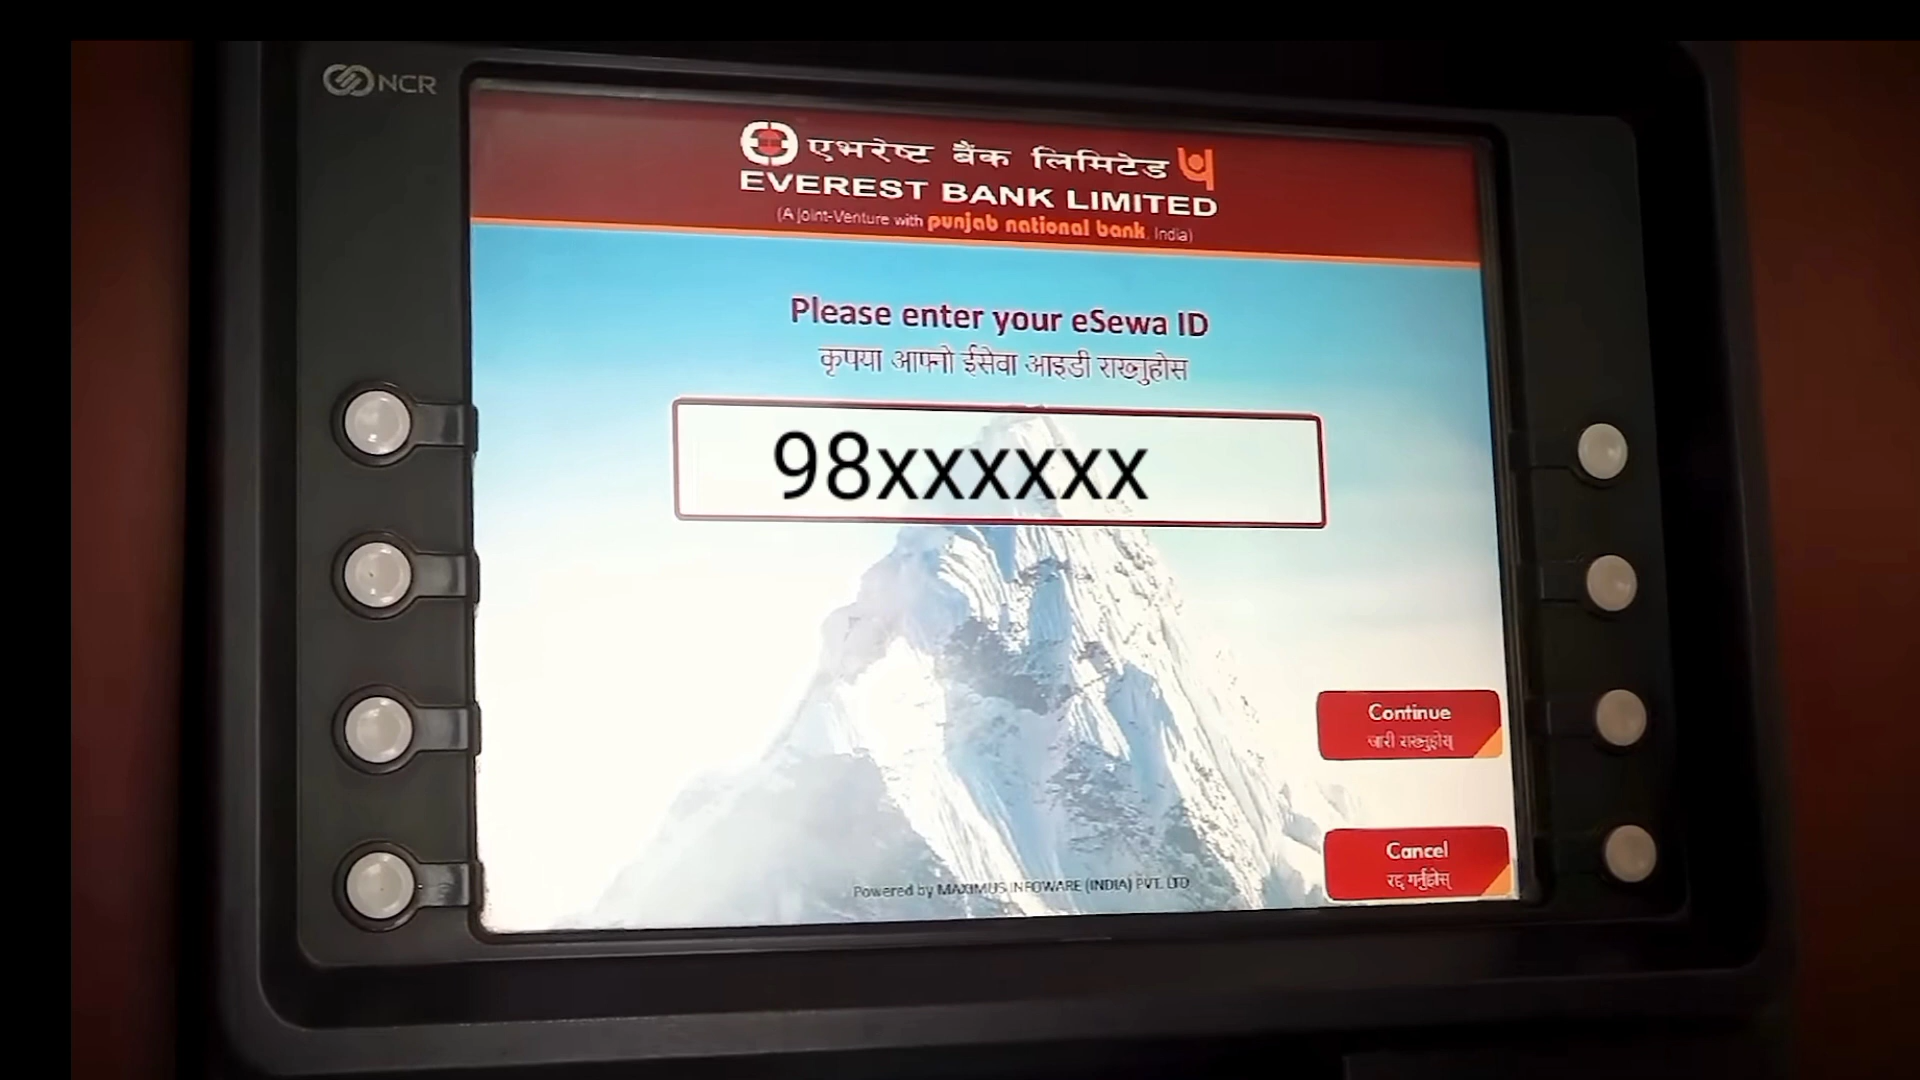 NCR
एभरेष्ट बैंक लिमिटेड
EVEREST BANK LIMITED
(A Joint-Venture with punjab national bank, India)
Please enter your eSewa ID
कृपया आफ्नो ईसेवा आइडी राख्नुहोस
98xxxxxx
Continue
जारी राख्नुहोस्
Cancel
रद्द गर्नुहोस्
Powered by MAXIMUS INFOWARE (INDIA) PVT. LTD